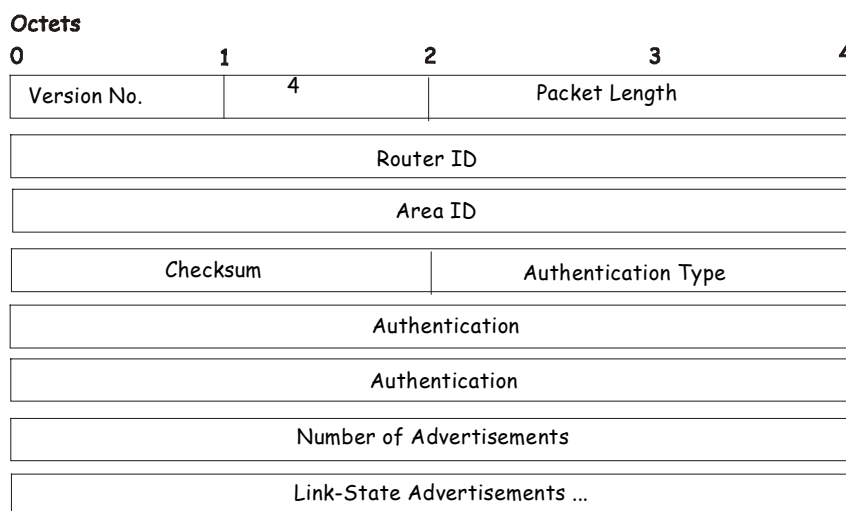 Octets
0 1 2 3 4
Version No. 4 Packet Length
Router ID
Area ID
Checksum Authentication Type
Authentication
Authentication
Number of Advertisements
Link-State Advertisements ...